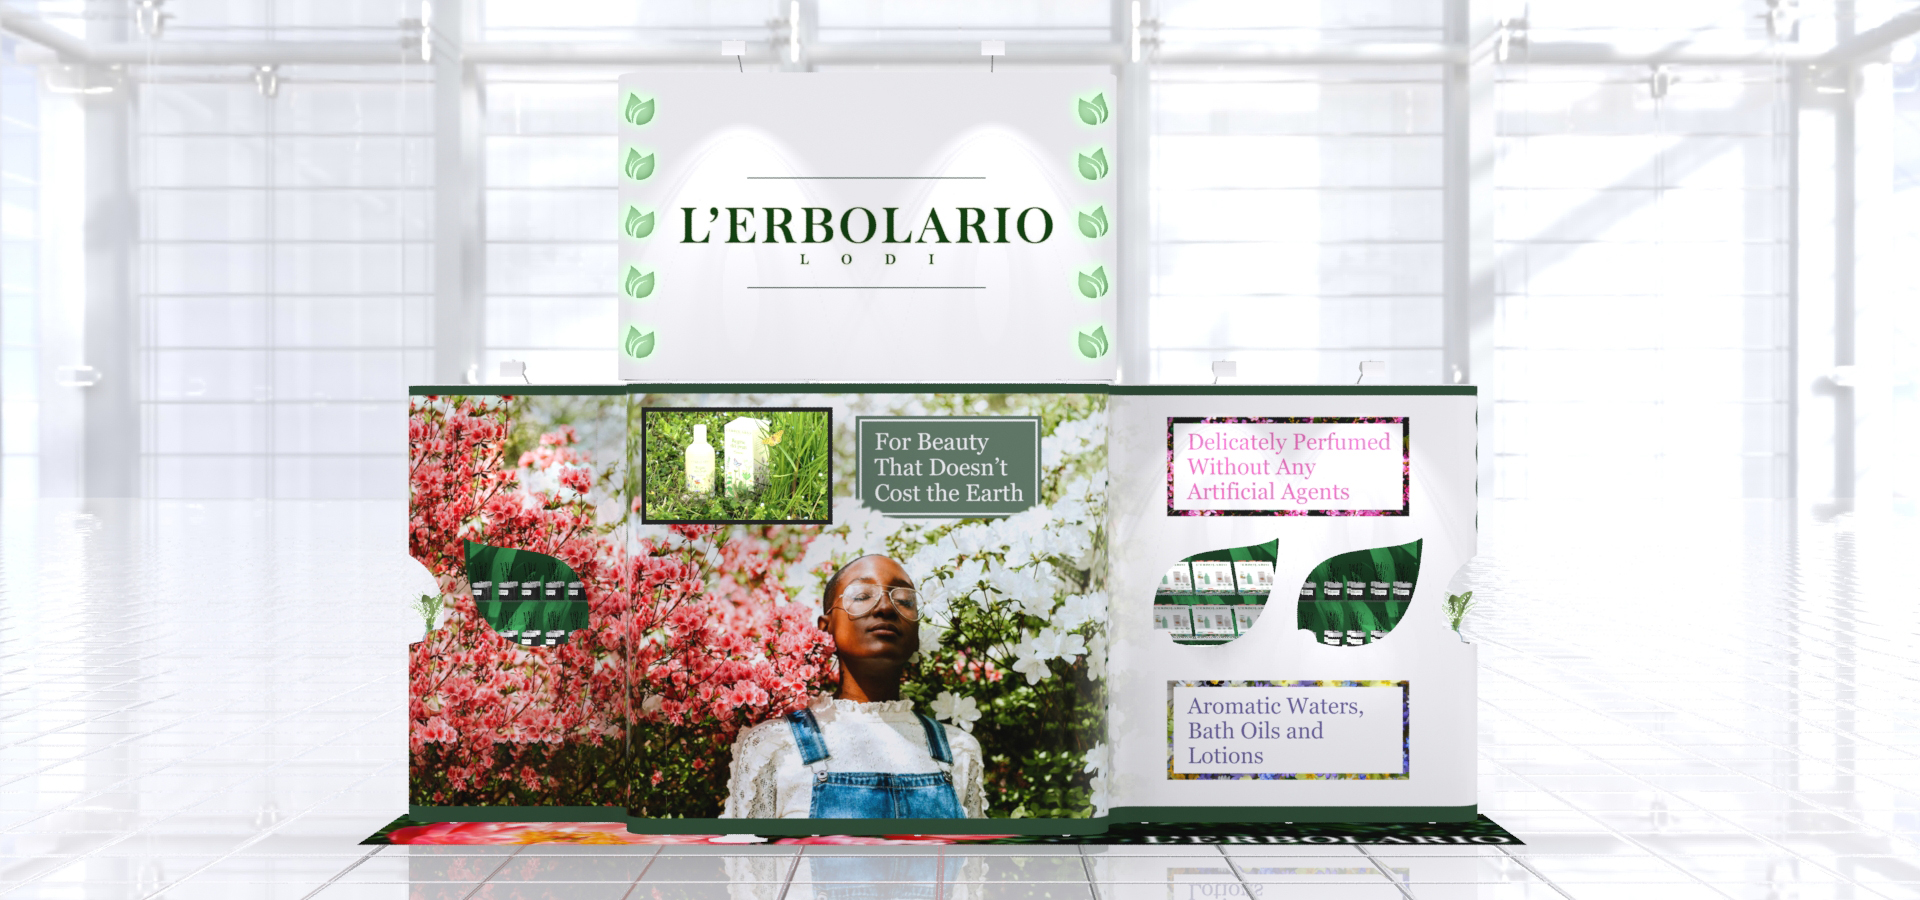 L'ERBOLARIO
LODI
For Beauty
That Doesn't
Cost the Earth
Delicately Perfumed
Without Any
Artificial Agents
Aromatic Waters,
Bath Oils and
Lotions
L'ERBOLARIO